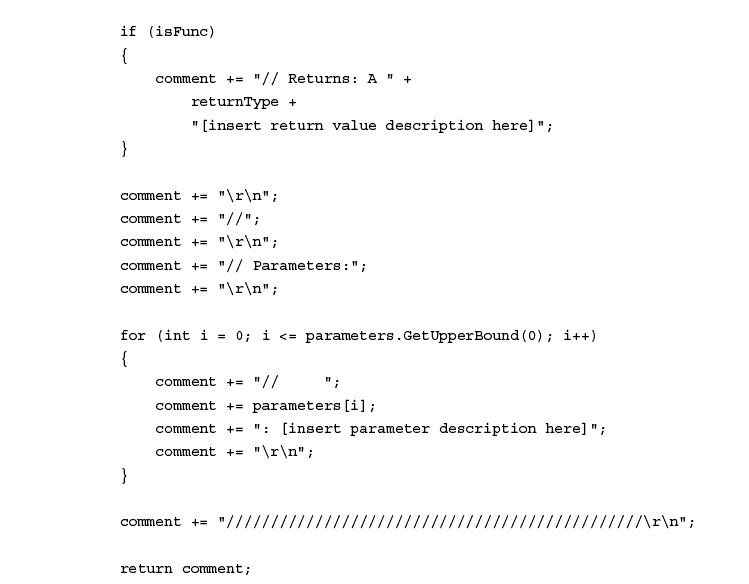 if (isFunc)
{
    comment += "// Returns: A " +
        returnType +
        "[insert return value description here]";
}

comment += "\r\n";
comment += "//";
comment += "\r\n";
comment += "// Parameters:";
comment += "\r\n";

for (int i = 0; i <= parameters.GetUpperBound(0); i++)
{
    comment += "//     ";
    comment += parameters[i];
    comment += ": [insert parameter description here]";
    comment += "\r\n";
}

comment += "///////////////////////////////////////////////\r\n";

return comment;